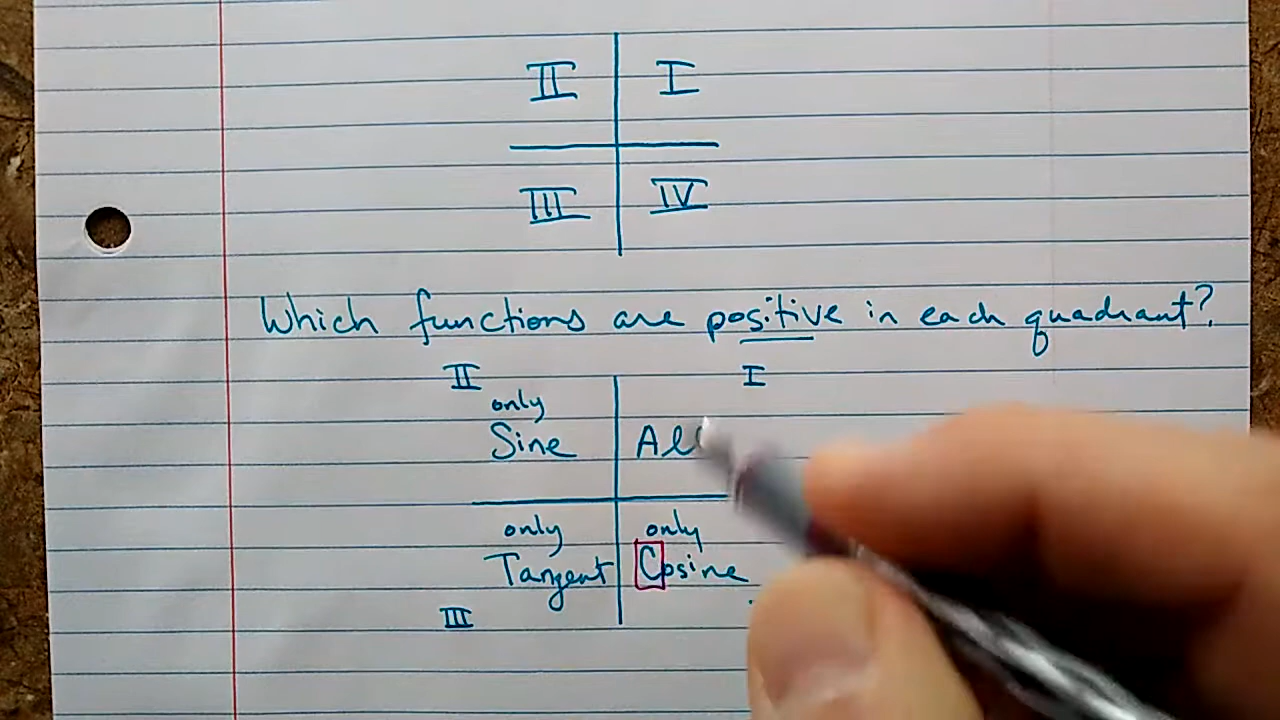 II I
III IV
Which functions are positive in each quadrant?
II I
only
Sine All
only only
Tangent Cosine
III